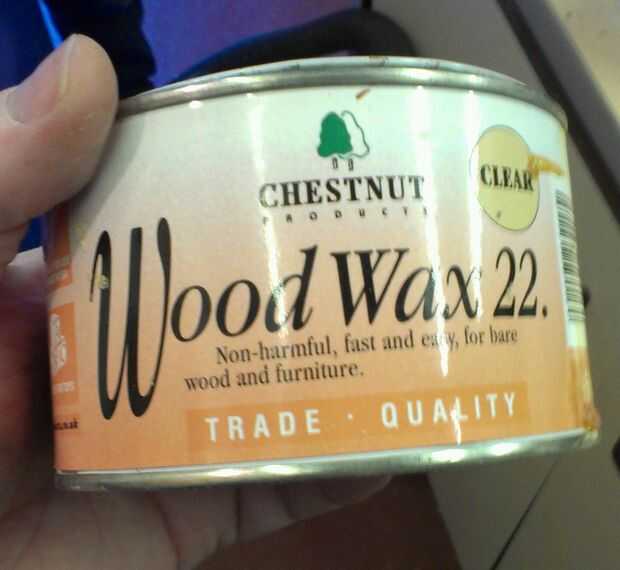 CHESTNUT
PRODUCTS
CLEAR
Wood Wax 22.
Non-harmful, fast and easy, for bare
wood and furniture.
TRADE · QUALITY